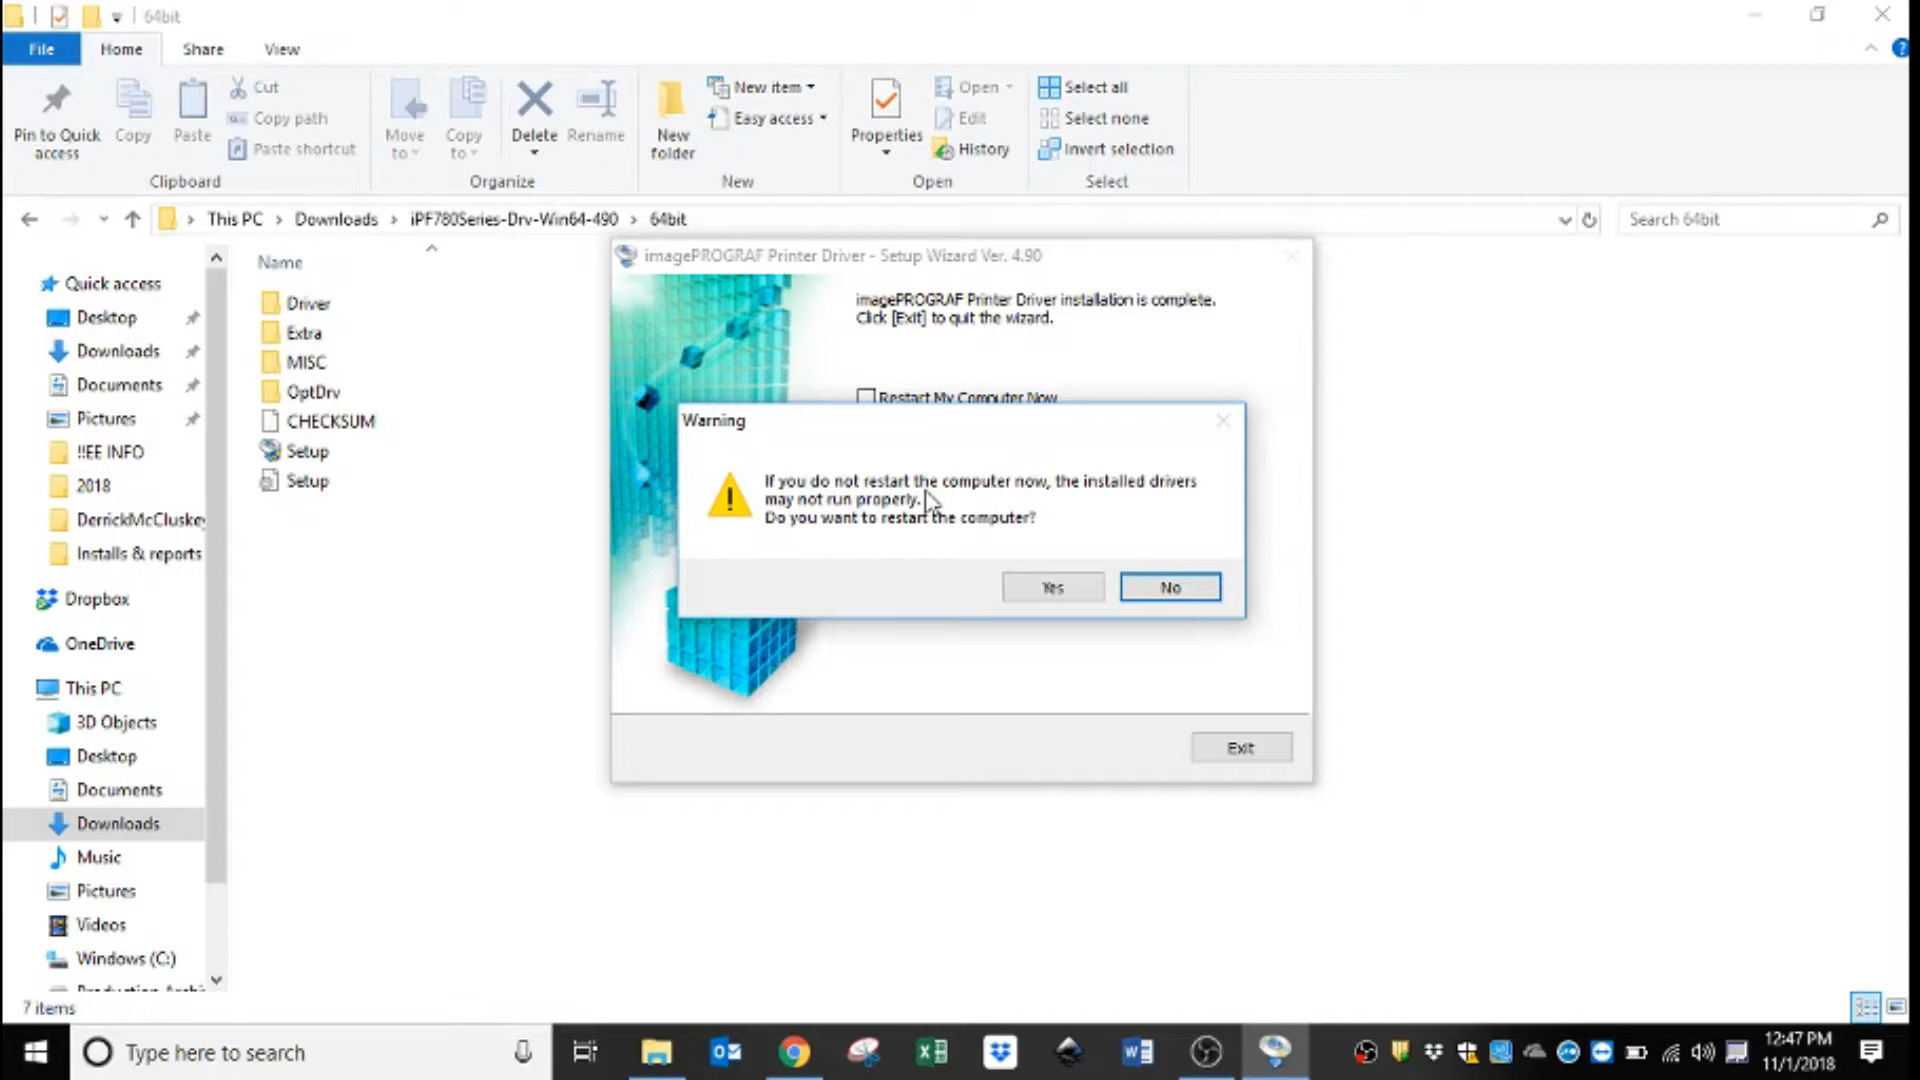 64bit
File Home Share View
Pin to Quick access
Copy
Paste
Cut
Copy path
Paste shortcut
Clipboard
Move to
Copy to
Delete
Rename
Organize
New folder
New item
Easy access
New
Properties
Open
Edit
History
Open
Select all
Select none
Invert selection
Select
This PC > Downloads > iPF780Series-Drv-Win64-490 > 64bit
Search 64bit
Quick access
Desktop
Downloads
Documents
Pictures
!!EE INFO
2018
DerrickMcCluskey
Installs & reports
Dropbox
OneDrive
This PC
3D Objects
Desktop
Documents
Downloads
Music
Pictures
Videos
Windows (C:)
7 items
Name
Driver
Extra
MISC
OptDrv
CHECKSUM
Setup
Setup
imagePROGRAF Printer Driver - Setup Wizard Ver. 4.90
imagePROGRAF Printer Driver installation is complete.
Click [Exit] to quit the wizard.
Restart My Computer Now
Warning
If you do not restart the computer now, the installed drivers
may not run properly.
Do you want to restart the computer?
Yes No
Exit
Type here to search
12:47 PM
11/1/2018